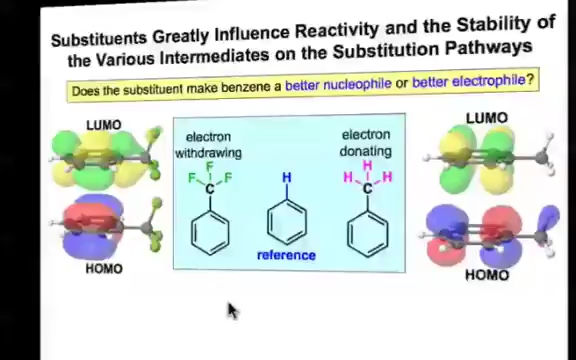 Substituents Greatly Influence Reactivity and the Stability of
the Various Intermediates on the Substitution Pathways
Does the substituent make benzene a better nucleophile or better electrophile?
LUMO
HOMO
electron
withdrawing
F
F F
C
H
reference
electron
donating
H
H H
C
LUMO
HOMO